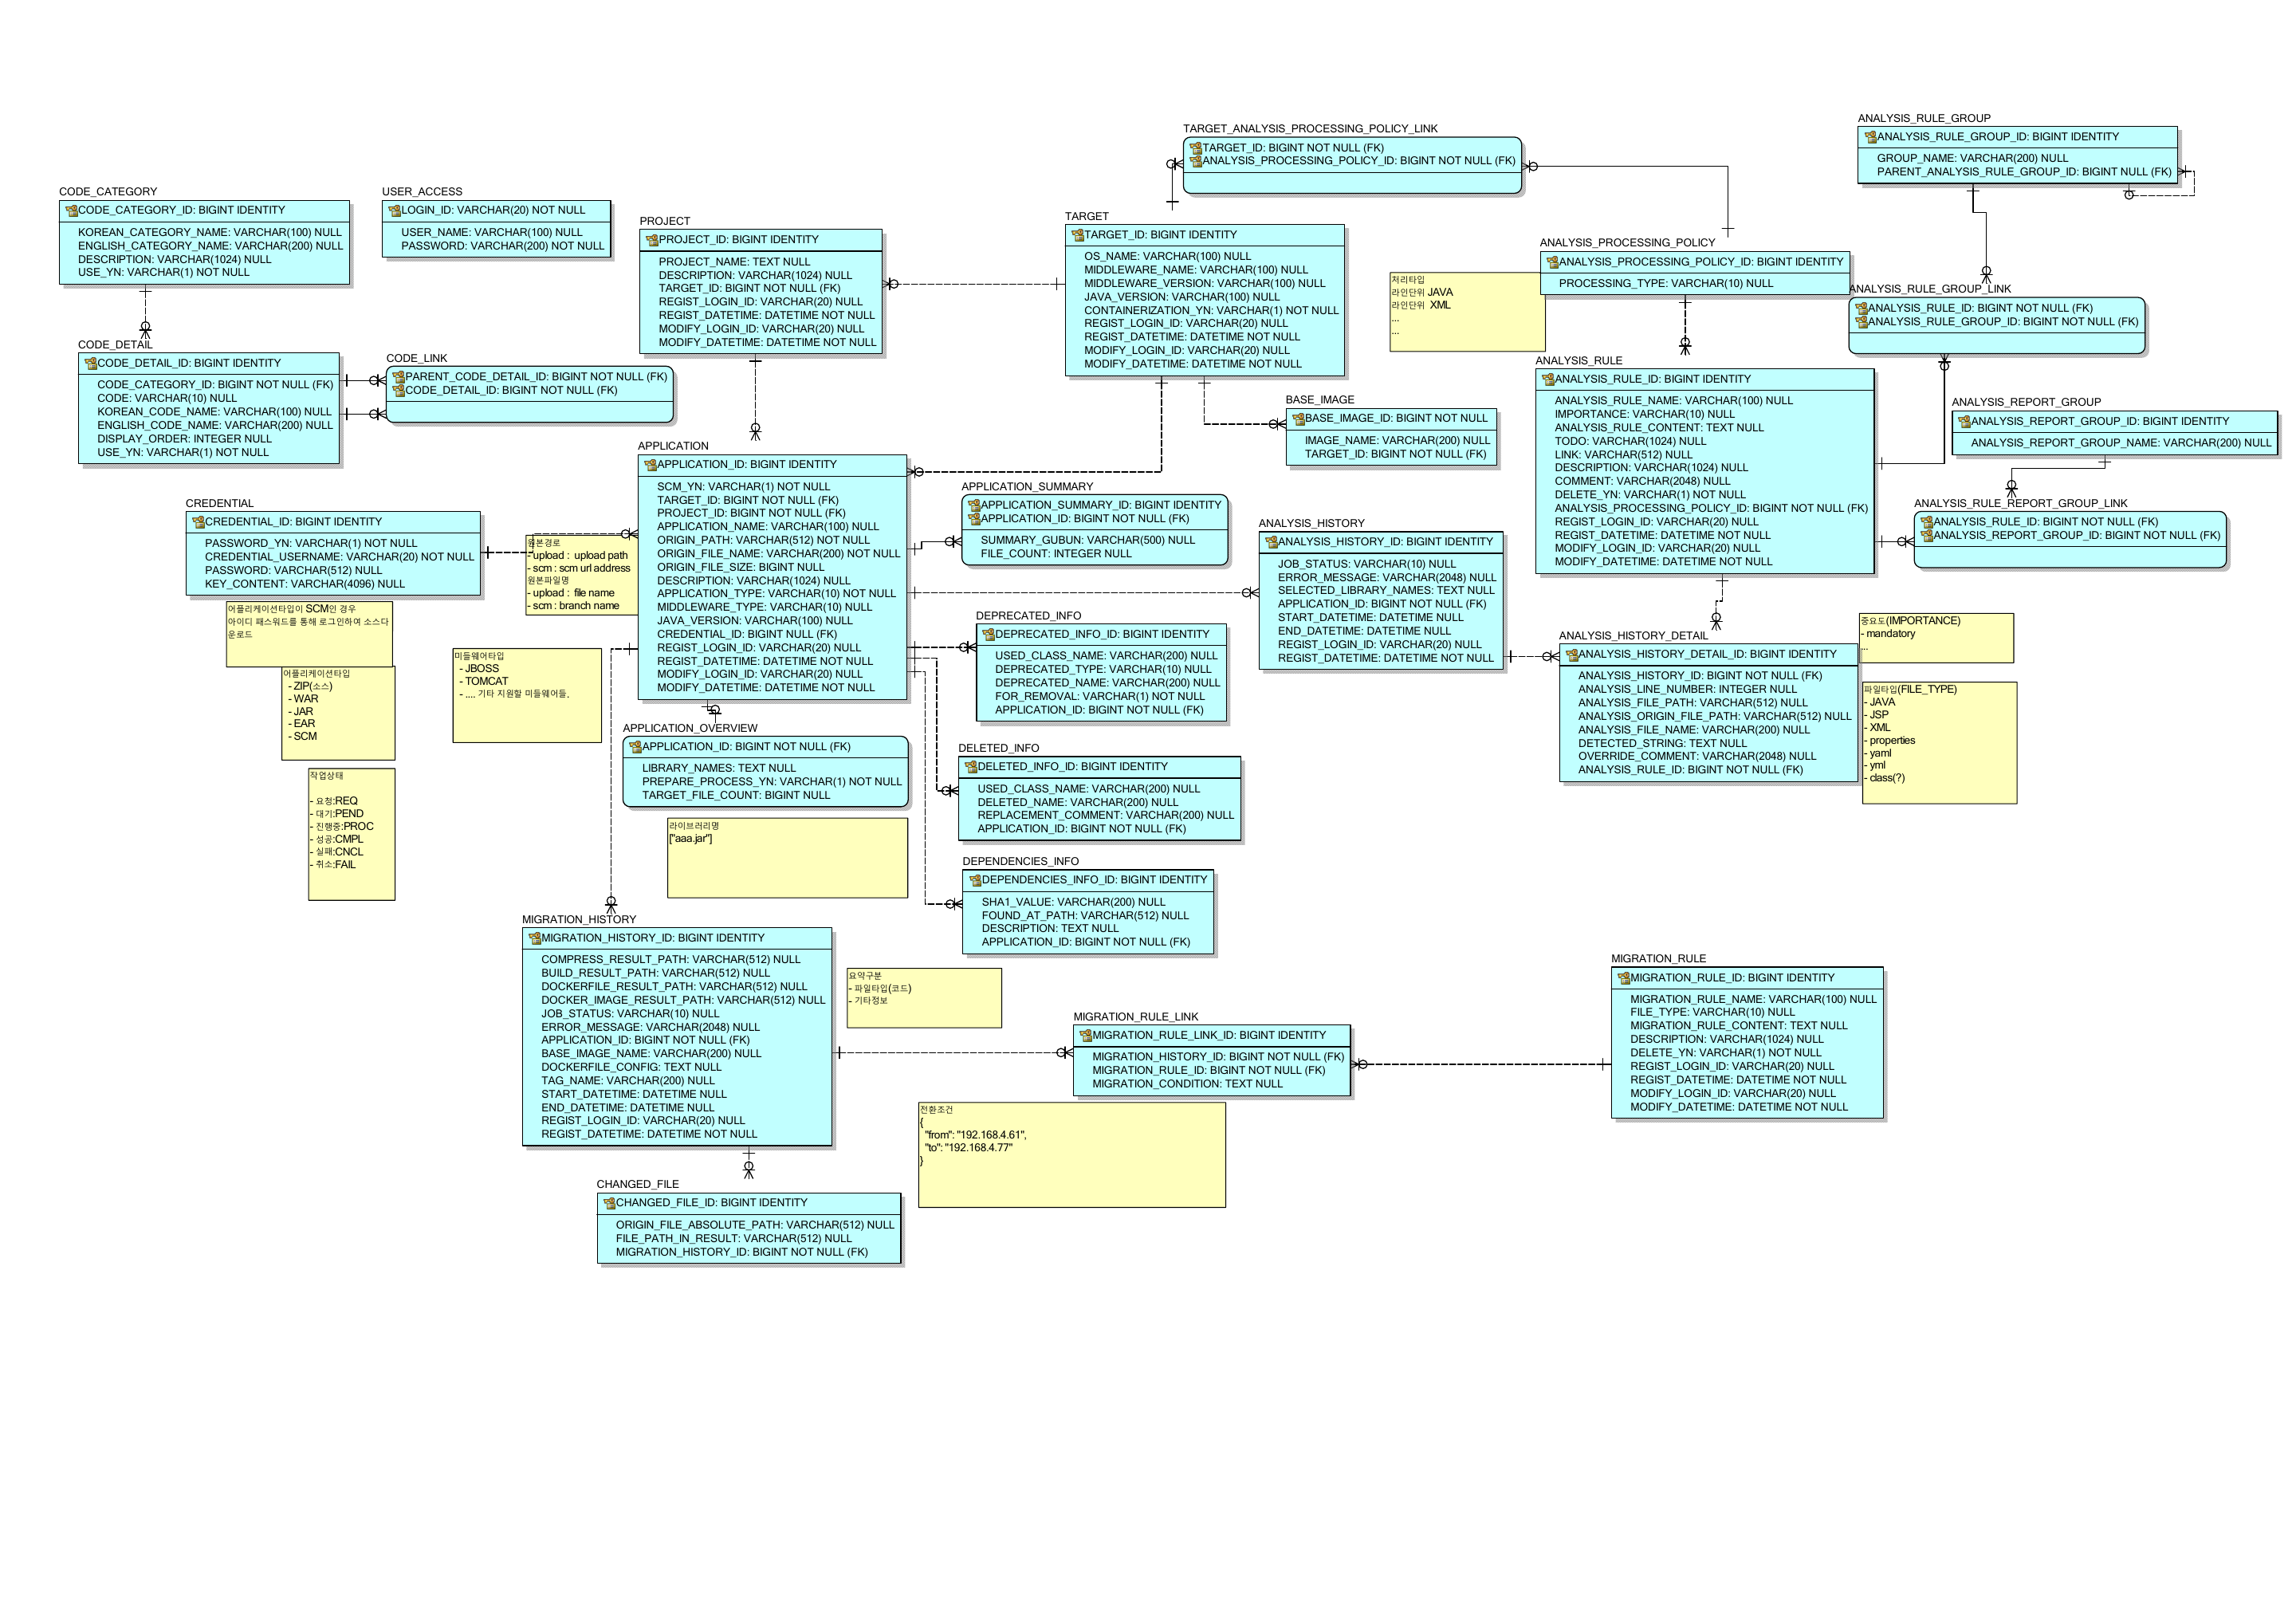 CODE_CATEGORY
CODE_CATEGORY_ID: BIGINT IDENTITY
KOREAN_CATEGORY_NAME: VARCHAR(100) NULL
ENGLISH_CATEGORY_NAME: VARCHAR(200) NULL
DESCRIPTION: VARCHAR(1024) NULL
USE_YN: VARCHAR(1) NOT NULL
USER_ACCESS
LOGIN_ID: VARCHAR(20) NOT NULL
USER_NAME: VARCHAR(100) NULL
PASSWORD: VARCHAR(200) NOT NULL
PROJECT
PROJECT_ID: BIGINT IDENTITY
PROJECT_NAME: TEXT NULL
DESCRIPTION: VARCHAR(1024) NULL
TARGET_ID: BIGINT NOT NULL (FK)
REGIST_LOGIN_ID: VARCHAR(20) NULL
REGIST_DATETIME: DATETIME NOT NULL
MODIFY_LOGIN_ID: VARCHAR(20) NULL
MODIFY_DATETIME: DATETIME NOT NULL
TARGET_ANALYSIS_PROCESSING_POLICY_LINK
TARGET_ID: BIGINT NOT NULL (FK)
ANALYSIS_PROCESSING_POLICY_ID: BIGINT NOT NULL (FK)
TARGET
TARGET_ID: BIGINT IDENTITY
OS_NAME: VARCHAR(100) NULL
MIDDLEWARE_NAME: VARCHAR(100) NULL
MIDDLEWARE_VERSION: VARCHAR(100) NULL
JAVA_VERSION: VARCHAR(100) NULL
CONTAINERIZATION_YN: VARCHAR(1) NOT NULL
REGIST_LOGIN_ID: VARCHAR(20) NULL
REGIST_DATETIME: DATETIME NOT NULL
MODIFY_LOGIN_ID: VARCHAR(20) NULL
MODIFY_DATETIME: DATETIME NOT NULL
ANALYSIS_RULE_GROUP
ANALYSIS_RULE_GROUP_ID: BIGINT IDENTITY
GROUP_NAME: VARCHAR(200) NULL
PARENT_ANALYSIS_RULE_GROUP_ID: BIGINT NULL (FK)
ANALYSIS_PROCESSING_POLICY
ANALYSIS_PROCESSING_POLICY_ID: BIGINT IDENTITY
PROCESSING_TYPE: VARCHAR(10) NULL
처리타입
라인단위 JAVA
라인단위 XML
...
...
ANALYSIS_RULE_GROUP_LINK
ANALYSIS_RULE_ID: BIGINT NOT NULL (FK)
ANALYSIS_RULE_GROUP_ID: BIGINT NOT NULL (FK)
CODE_DETAIL
CODE_DETAIL_ID: BIGINT IDENTITY
CODE_CATEGORY_ID: BIGINT NOT NULL (FK)
CODE: VARCHAR(10) NULL
KOREAN_CODE_NAME: VARCHAR(100) NULL
ENGLISH_CODE_NAME: VARCHAR(200) NULL
DISPLAY_ORDER: INTEGER NULL
USE_YN: VARCHAR(1) NOT NULL
CODE_LINK
PARENT_CODE_DETAIL_ID: BIGINT NOT NULL (FK)
CODE_DETAIL_ID: BIGINT NOT NULL (FK)
ANALYSIS_RULE
ANALYSIS_RULE_ID: BIGINT IDENTITY
ANALYSIS_RULE_NAME: VARCHAR(100) NULL
IMPORTANCE: VARCHAR(10) NULL
ANALYSIS_RULE_CONTENT: TEXT NULL
TODO: VARCHAR(1024) NULL
LINK: VARCHAR(512) NULL
DESCRIPTION: VARCHAR(1024) NULL
COMMENT: VARCHAR(2048) NULL
DELETE_YN: VARCHAR(1) NOT NULL
ANALYSIS_PROCESSING_POLICY_ID: BIGINT NOT NULL (FK)
REGIST_LOGIN_ID: VARCHAR(20) NULL
REGIST_DATETIME: DATETIME NOT NULL
MODIFY_LOGIN_ID: VARCHAR(20) NULL
MODIFY_DATETIME: DATETIME NOT NULL
BASE_IMAGE
BASE_IMAGE_ID: BIGINT NOT NULL
IMAGE_NAME: VARCHAR(200) NULL
TARGET_ID: BIGINT NOT NULL (FK)
ANALYSIS_REPORT_GROUP
ANALYSIS_REPORT_GROUP_ID: BIGINT IDENTITY
ANALYSIS_REPORT_GROUP_NAME: VARCHAR(200) NULL
APPLICATION
APPLICATION_ID: BIGINT IDENTITY
SCM_YN: VARCHAR(1) NOT NULL
TARGET_ID: BIGINT NOT NULL (FK)
PROJECT_ID: BIGINT NOT NULL (FK)
APPLICATION_NAME: VARCHAR(100) NULL
ORIGIN_PATH: VARCHAR(512) NOT NULL
ORIGIN_FILE_NAME: VARCHAR(200) NOT NULL
ORIGIN_FILE_SIZE: BIGINT NULL
DESCRIPTION: VARCHAR(1024) NULL
APPLICATION_TYPE: VARCHAR(10) NOT NULL
MIDDLEWARE_TYPE: VARCHAR(10) NULL
JAVA_VERSION: VARCHAR(100) NULL
CREDENTIAL_ID: BIGINT NULL (FK)
REGIST_LOGIN_ID: VARCHAR(20) NULL
REGIST_DATETIME: DATETIME NOT NULL
MODIFY_LOGIN_ID: VARCHAR(20) NULL
MODIFY_DATETIME: DATETIME NOT NULL
APPLICATION_SUMMARY
APPLICATION_SUMMARY_ID: BIGINT IDENTITY
APPLICATION_ID: BIGINT NOT NULL (FK)
SUMMARY_GUBUN: VARCHAR(500) NULL
FILE_COUNT: INTEGER NULL
CREDENTIAL
CREDENTIAL_ID: BIGINT IDENTITY
PASSWORD_YN: VARCHAR(1) NOT NULL
CREDENTIAL_USERNAME: VARCHAR(20) NOT NULL
PASSWORD: VARCHAR(512) NULL
KEY_CONTENT: VARCHAR(4096) NULL
원본경로
- upload : upload path
- scm : scm url address
원본파일명
- upload : file name
- scm : branch name
ANALYSIS_RULE_REPORT_GROUP_LINK
ANALYSIS_RULE_ID: BIGINT NOT NULL (FK)
ANALYSIS_REPORT_GROUP_ID: BIGINT NOT NULL (FK)
ANALYSIS_HISTORY
ANALYSIS_HISTORY_ID: BIGINT IDENTITY
JOB_STATUS: VARCHAR(10) NULL
ERROR_MESSAGE: VARCHAR(2048) NULL
SELECTED_LIBRARY_NAMES: TEXT NULL
APPLICATION_ID: BIGINT NOT NULL (FK)
START_DATETIME: DATETIME NULL
END_DATETIME: DATETIME NULL
REGIST_LOGIN_ID: VARCHAR(20) NULL
REGIST_DATETIME: DATETIME NOT NULL
어플리케이션타입이 SCM인 경우
아이디 패스워드를 통해 로그인하여 소스다
운로드
DEPRECATED_INFO
DEPRECATED_INFO_ID: BIGINT IDENTITY
USED_CLASS_NAME: VARCHAR(200) NULL
DEPRECATED_TYPE: VARCHAR(10) NULL
DEPRECATED_NAME: VARCHAR(200) NULL
FOR_REMOVAL: VARCHAR(1) NOT NULL
APPLICATION_ID: BIGINT NOT NULL (FK)
중요도(IMPORTANCE)
- mandatory
...
ANALYSIS_HISTORY_DETAIL
ANALYSIS_HISTORY_DETAIL_ID: BIGINT IDENTITY
ANALYSIS_HISTORY_ID: BIGINT NOT NULL (FK)
ANALYSIS_LINE_NUMBER: INTEGER NULL
ANALYSIS_FILE_PATH: VARCHAR(512) NULL
ANALYSIS_ORIGIN_FILE_PATH: VARCHAR(512) NULL
ANALYSIS_FILE_NAME: VARCHAR(200) NULL
DETECTED_STRING: TEXT NULL
OVERRIDE_COMMENT: VARCHAR(2048) NULL
ANALYSIS_RULE_ID: BIGINT NOT NULL (FK)
미들웨어타입
- JBOSS
- TOMCAT
- .... 기타 지원할 미들웨어들.
어플리케이션타입
- ZIP(소스)
- WAR
- JAR
- EAR
- SCM
파일타입(FILE_TYPE)
- JAVA
- JSP
- XML
- properties
- yaml
- yml
- class(?)
APPLICATION_OVERVIEW
APPLICATION_ID: BIGINT NOT NULL (FK)
LIBRARY_NAMES: TEXT NULL
PREPARE_PROCESS_YN: VARCHAR(1) NOT NULL
TARGET_FILE_COUNT: BIGINT NULL
DELETED_INFO
DELETED_INFO_ID: BIGINT IDENTITY
USED_CLASS_NAME: VARCHAR(200) NULL
DELETED_NAME: VARCHAR(200) NULL
REPLACEMENT_COMMENT: VARCHAR(200) NULL
APPLICATION_ID: BIGINT NOT NULL (FK)
작업상태
- 요청:REQ
- 대기:PEND
- 진행중:PROC
- 성공:CMPL
- 실패:CNCL
- 취소:FAIL
라이브러리명
["aaa.jar"]
DEPENDENCIES_INFO
DEPENDENCIES_INFO_ID: BIGINT IDENTITY
SHA1_VALUE: VARCHAR(200) NULL
FOUND_AT_PATH: VARCHAR(512) NULL
DESCRIPTION: TEXT NULL
APPLICATION_ID: BIGINT NOT NULL (FK)
MIGRATION_HISTORY
MIGRATION_HISTORY_ID: BIGINT IDENTITY
COMPRESS_RESULT_PATH: VARCHAR(512) NULL
BUILD_RESULT_PATH: VARCHAR(512) NULL
DOCKERFILE_RESULT_PATH: VARCHAR(512) NULL
DOCKER_IMAGE_RESULT_PATH: VARCHAR(512) NULL
JOB_STATUS: VARCHAR(10) NULL
ERROR_MESSAGE: VARCHAR(2048) NULL
APPLICATION_ID: BIGINT NOT NULL (FK)
BASE_IMAGE_NAME: VARCHAR(200) NULL
DOCKERFILE_CONFIG: TEXT NULL
TAG_NAME: VARCHAR(200) NULL
START_DATETIME: DATETIME NULL
END_DATETIME: DATETIME NULL
REGIST_LOGIN_ID: VARCHAR(20) NULL
REGIST_DATETIME: DATETIME NOT NULL
요약구분
- 파일타입(코드)
- 기타정보
MIGRATION_RULE
MIGRATION_RULE_ID: BIGINT IDENTITY
MIGRATION_RULE_NAME: VARCHAR(100) NULL
FILE_TYPE: VARCHAR(10) NULL
MIGRATION_RULE_CONTENT: TEXT NULL
DESCRIPTION: VARCHAR(1024) NULL
DELETE_YN: VARCHAR(1) NOT NULL
REGIST_LOGIN_ID: VARCHAR(20) NULL
REGIST_DATETIME: DATETIME NOT NULL
MODIFY_LOGIN_ID: VARCHAR(20) NULL
MODIFY_DATETIME: DATETIME NOT NULL
MIGRATION_RULE_LINK
MIGRATION_RULE_LINK_ID: BIGINT IDENTITY
MIGRATION_HISTORY_ID: BIGINT NOT NULL (FK)
MIGRATION_RULE_ID: BIGINT NOT NULL (FK)
MIGRATION_CONDITION: TEXT NULL
전환조건
{
"from": "192.168.4.61",
"to": "192.168.4.77"
}
CHANGED_FILE
CHANGED_FILE_ID: BIGINT IDENTITY
ORIGIN_FILE_ABSOLUTE_PATH: VARCHAR(512) NULL
FILE_PATH_IN_RESULT: VARCHAR(512) NULL
MIGRATION_HISTORY_ID: BIGINT NOT NULL (FK)